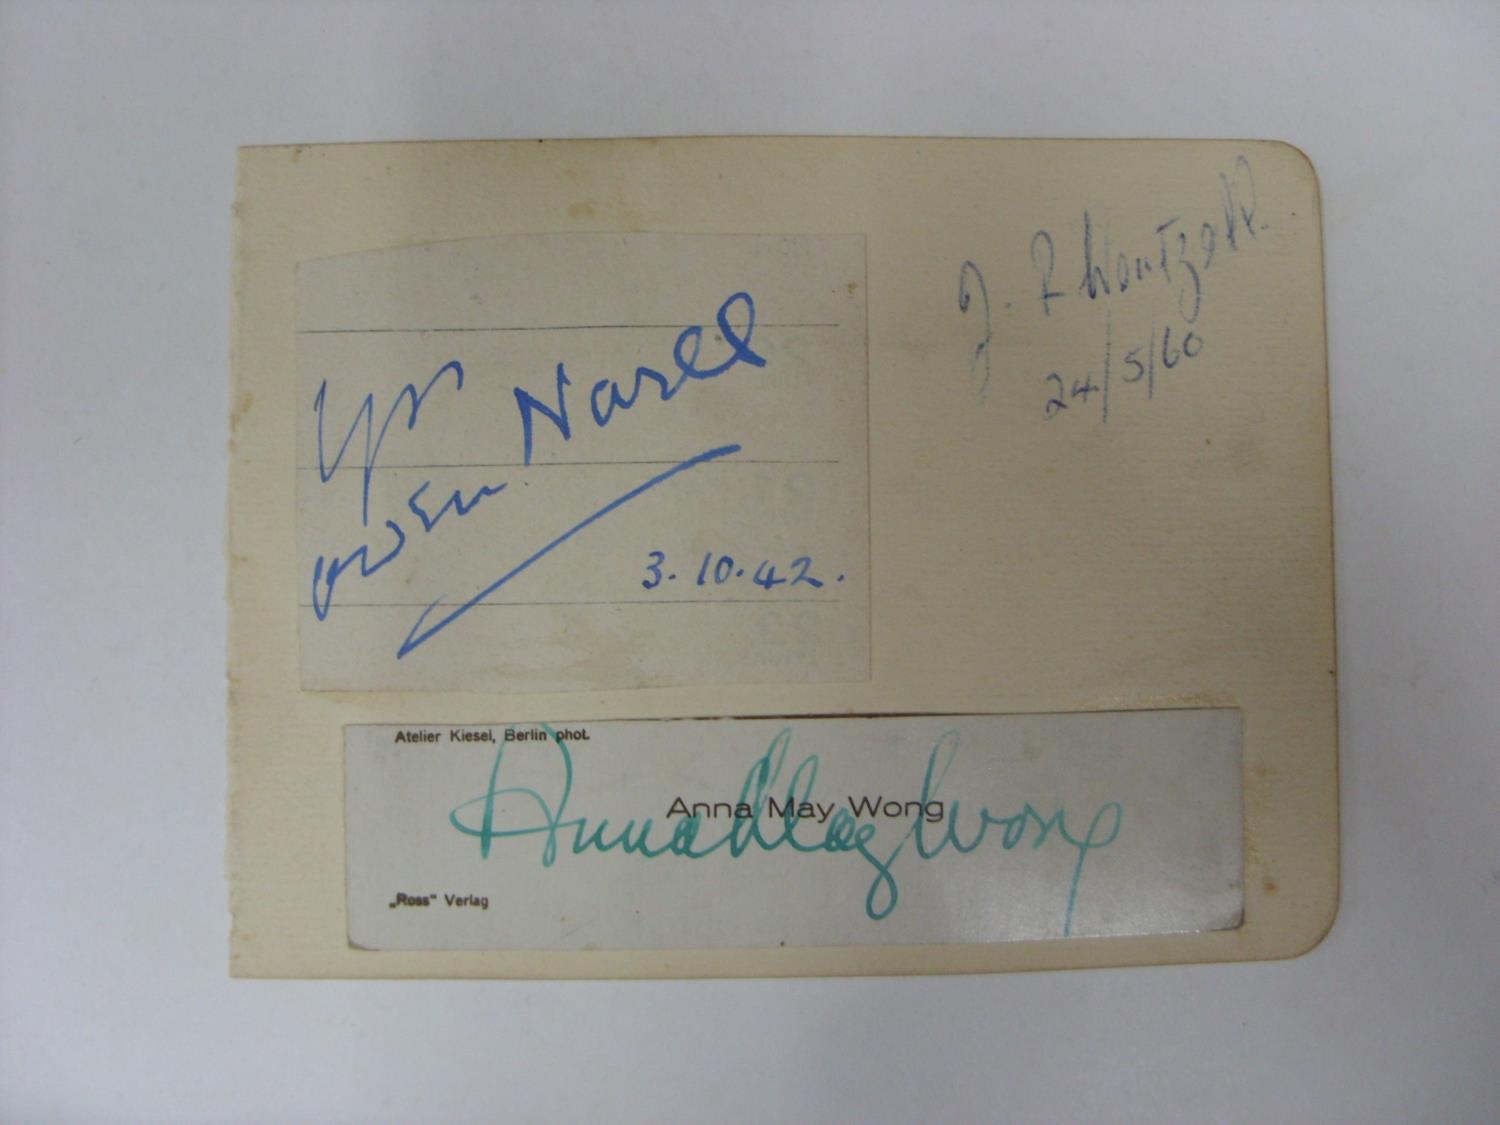 Yrs
Owen Nares
3.10.42.
24/5/60
Atelier Kiesel, Berlin phot.
Anna May Wong
Anna May Wong
„Ross" Verlag